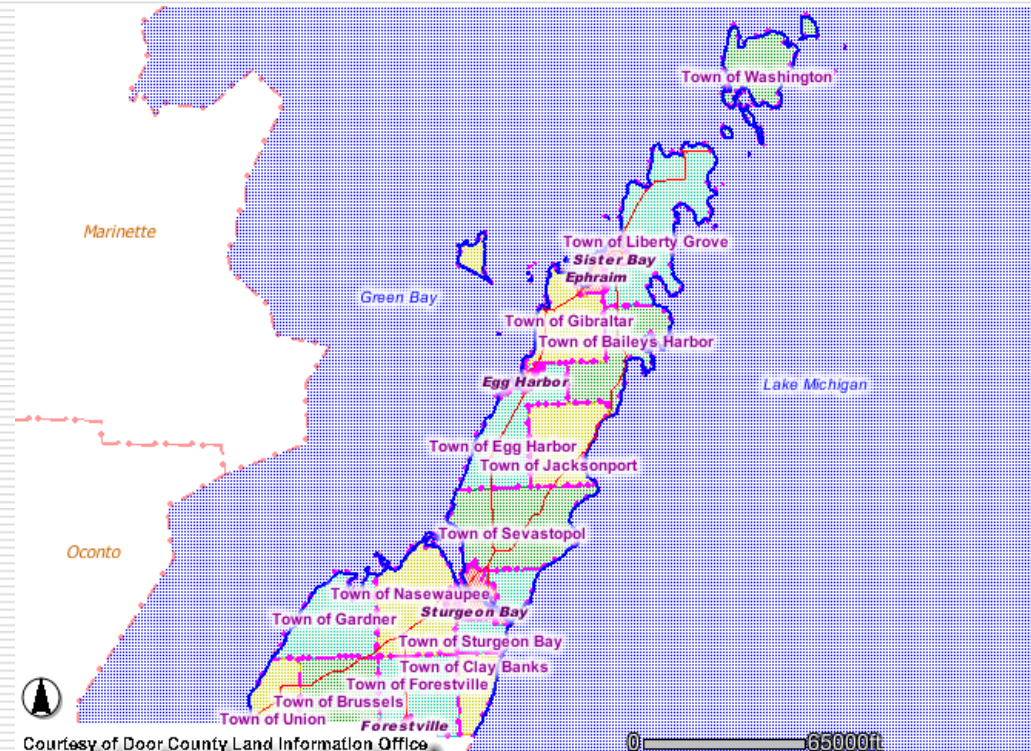 Town of Washington
Marinette
Town of Liberty Grove
Sister Bay
Ephraim
Green Bay
Town of Gibraltar
Town of Baileys Harbor
Egg Harbor
Lake Michigan
Town of Egg Harbor
Town of Jacksonport
Town of Sevastopol
Oconto
Town of Nasewaupee
Sturgeon Bay
Town of Gardner
Town of Sturgeon Bay
Town of Clay Banks
Town of Forestville
Town of Brussels
Town of Union
Forestville
Courtesy of Door County Land Information Office
0 65000ft